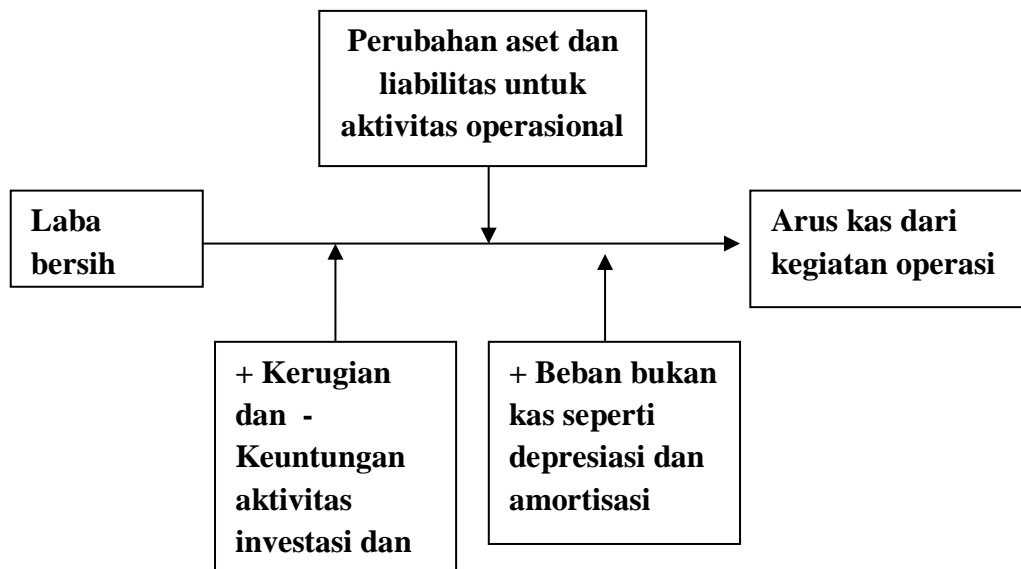 Perubahan aset dan
liabilitas untuk
aktivitas operasional
Laba
bersih
Arus kas dari
kegiatan operasi
+ Kerugian
dan -
Keuntungan
aktivitas
investasi dan
+ Beban bukan
kas seperti
depresiasi dan
amortisasi